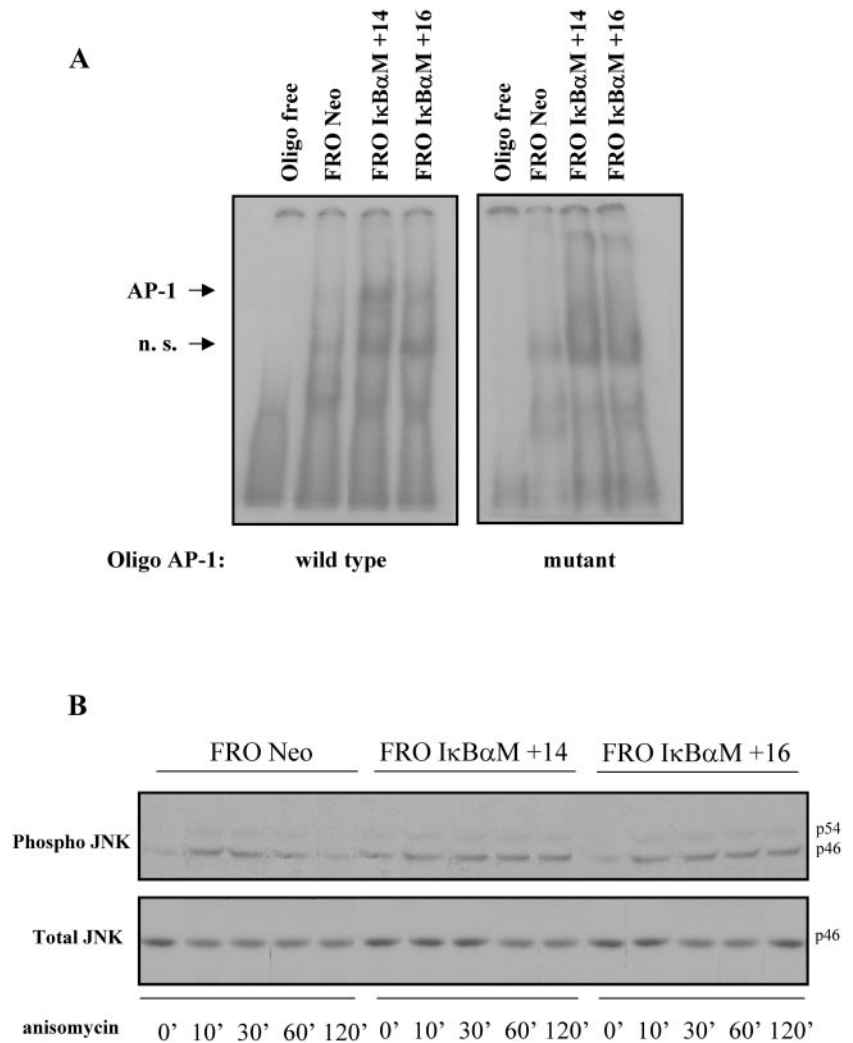 A
Oligo free
FRO Neo
FRO IκBαM +14
FRO IκBαM +16
Oligo free
FRO Neo
FRO IκBαM +14
FRO IκBαM +16
AP-1
n. s.
Oligo AP-1: wild type mutant
B
FRO Neo FRO IκBαM +14 FRO IκBαM +16
Phospho JNK p54
p46
Total JNK p46
anisomycin 0’ 10’ 30’ 60’ 120’ 0’ 10’ 30’ 60’ 120’ 0’ 10’ 30’ 60’ 120’